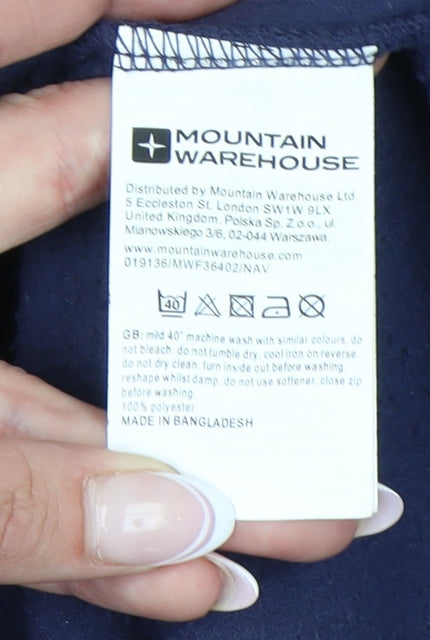 MOUNTAIN
WAREHOUSE
Distributed by Mountain Warehouse Ltd.
5 Eccleston St. London SW1W 9LX
United Kingdom. Polska Sp. Z o.o., ul.
Mianowskiego 3/6, 02-044 Warszawa.
www.mountainwarehouse.com
019136/MWF36402/NAV
40
GB: mild 40° machine wash with similar colours. do
not bleach. do not tumble dry. cool iron on reverse.
do not dry clean. turn inside out before washing.
reshape whilst damp. do not use softener. close zip
before washing.
100% polyester
MADE IN BANGLADESH